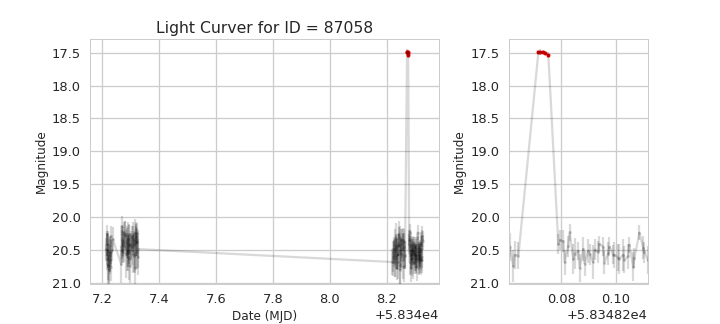 Light Curver for ID = 87058
Magnitude
17.5
18.0
18.5
19.0
19.5
20.0
20.5
21.0
7.2 7.4 7.6 7.8 8.0 8.2
Date (MJD)
+5.834e4
Magnitude
17.5
18.0
18.5
19.0
19.5
20.0
20.5
21.0
0.08 0.10
+5.83482e4